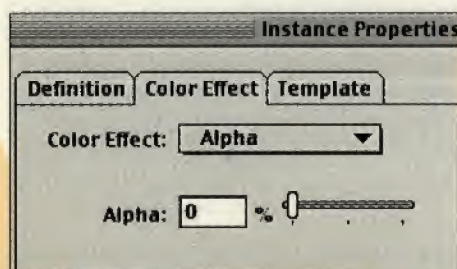 Instance Properties
Definition Color Effect Template
Color Effect: Alpha
Alpha: 0 %